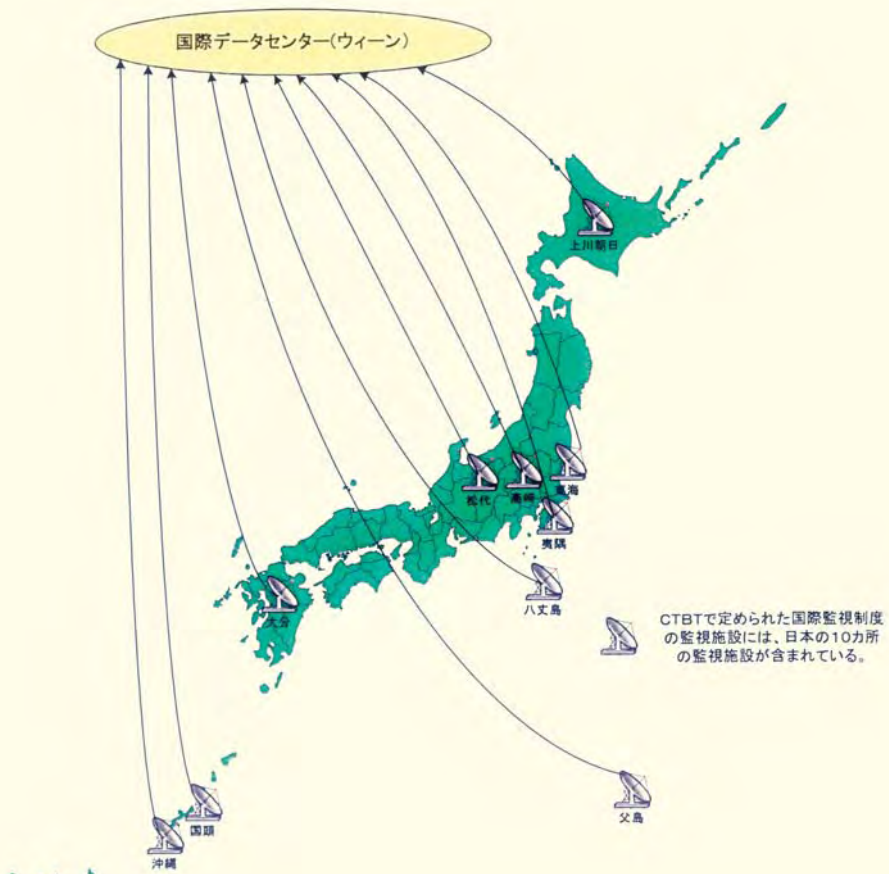 国際データセンター(ウィーン)
上川朝日
松代
高崎
東海
夷隅
八丈島
大分
CTBTで定められた国際監視制度
の監視施設には、日本の10カ所
の監視施設が含まれている。
父島
国頭
沖縄